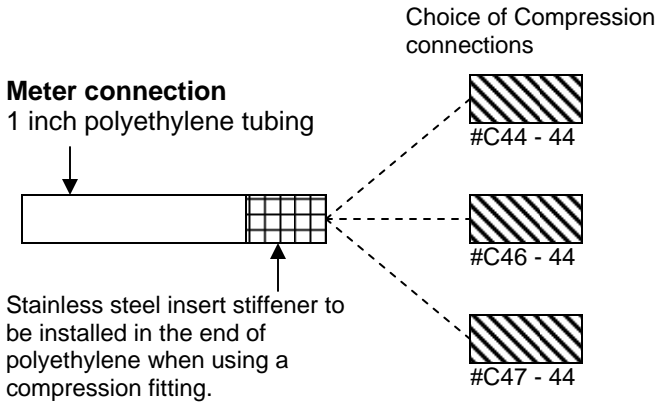 Choice of Compression
connections
Meter connection
1 inch polyethylene tubing
#C44 - 44
#C46 - 44
Stainless steel insert stiffener to
be installed in the end of
polyethylene when using a
compression fitting.
#C47 - 44